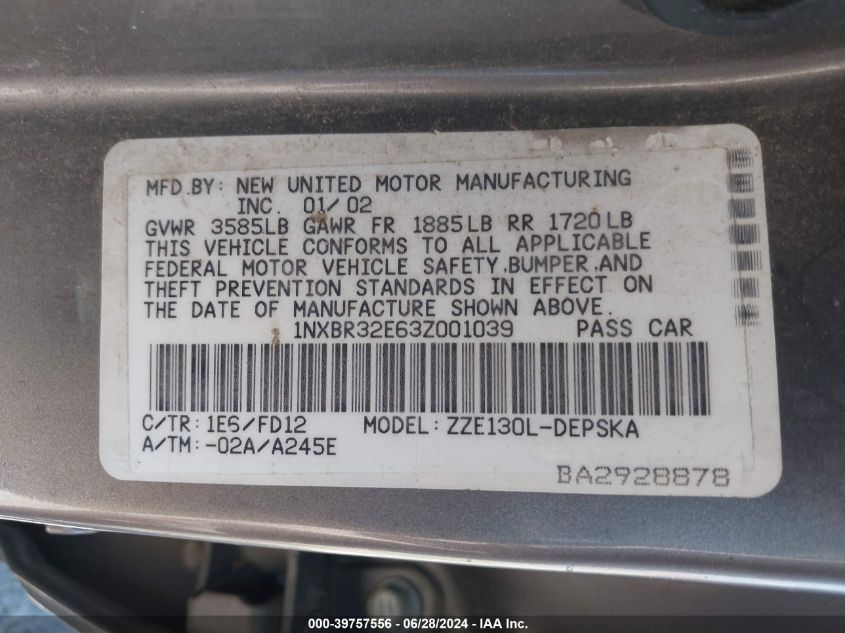 MFD.BY: NEW UNITED MOTOR MANUFACTURING
INC. 01/02
GVWR 3585LB GAWR FR 1885LB RR 1720LB
THIS VEHICLE CONFORMS TO ALL APPLICABLE
FEDERAL MOTOR VEHICLE SAFETY,BUMPER,AND
THEFT PREVENTION STANDARDS IN EFFECT ON
THE DATE OF MANUFACTURE SHOWN ABOVE.
1NXBR32E63Z001039 PASS CAR
C/TR: 1E6/FD12 MODEL: ZZE130L-DEPSKA
A/TM: -02A/A245E
BA2928878
000-39757556 - 06/28/2024 - IAA Inc.